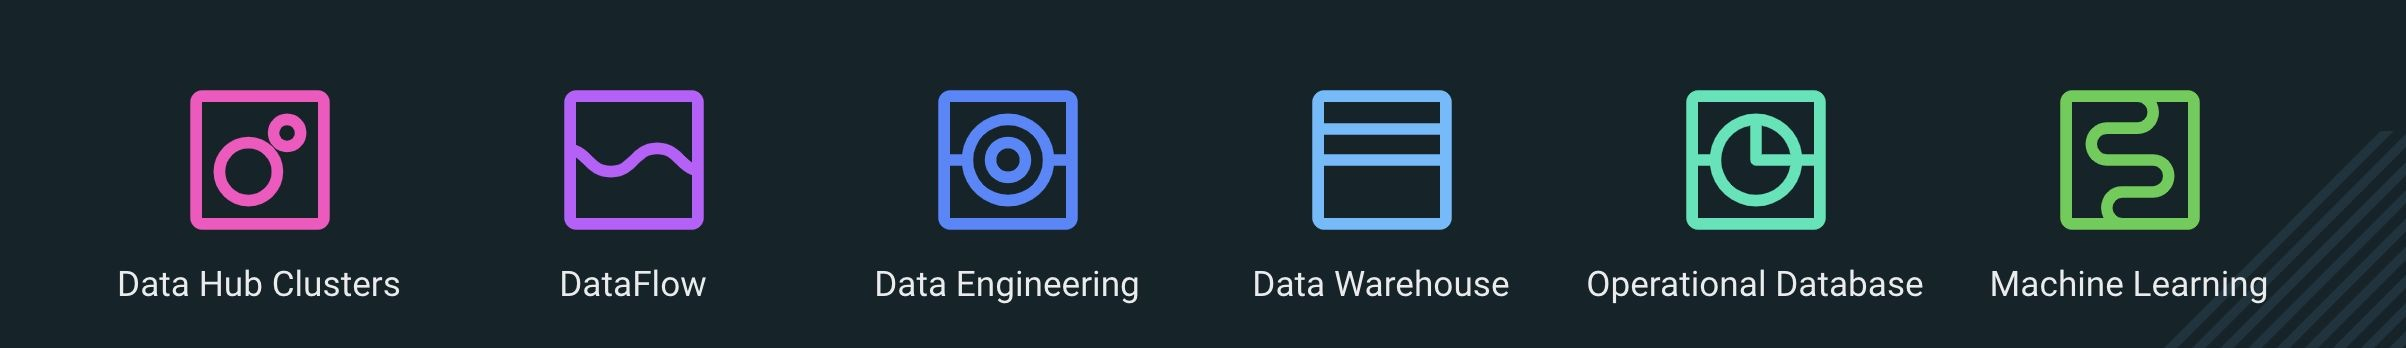 Data Hub Clusters
DataFlow
Data Engineering
Data Warehouse
Operational Database
Machine Learning